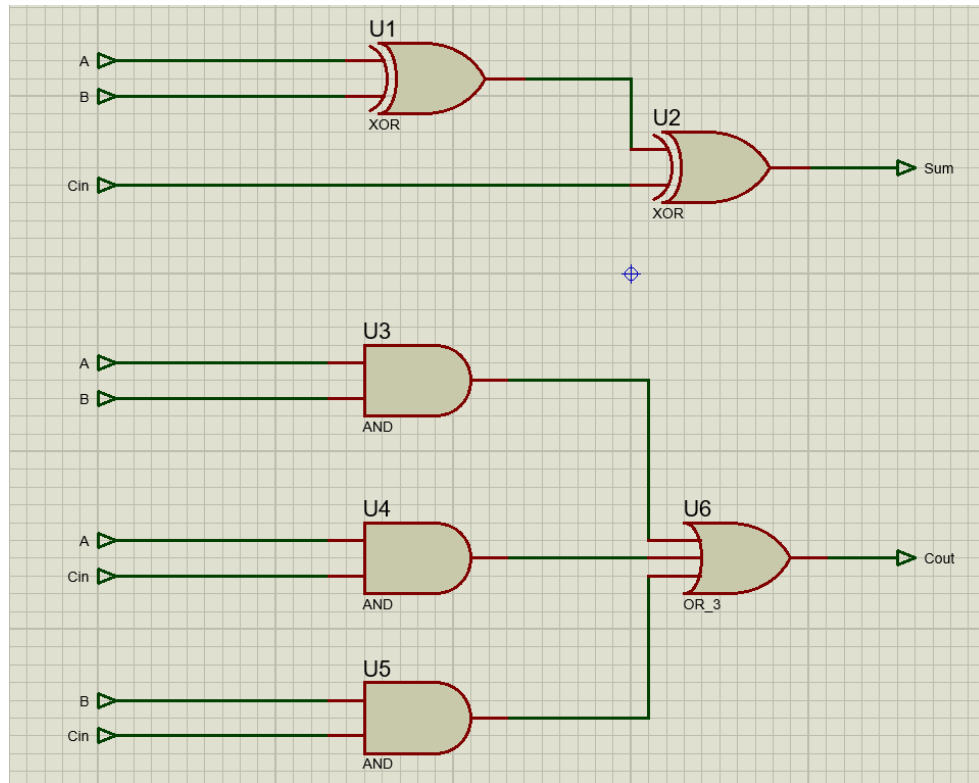 U1
A
B
XOR
U2
Cin
Sum
XOR
U3
A
B
AND
U4
A
Cin
AND
U6
Cout
OR_3
U5
B
Cin
AND